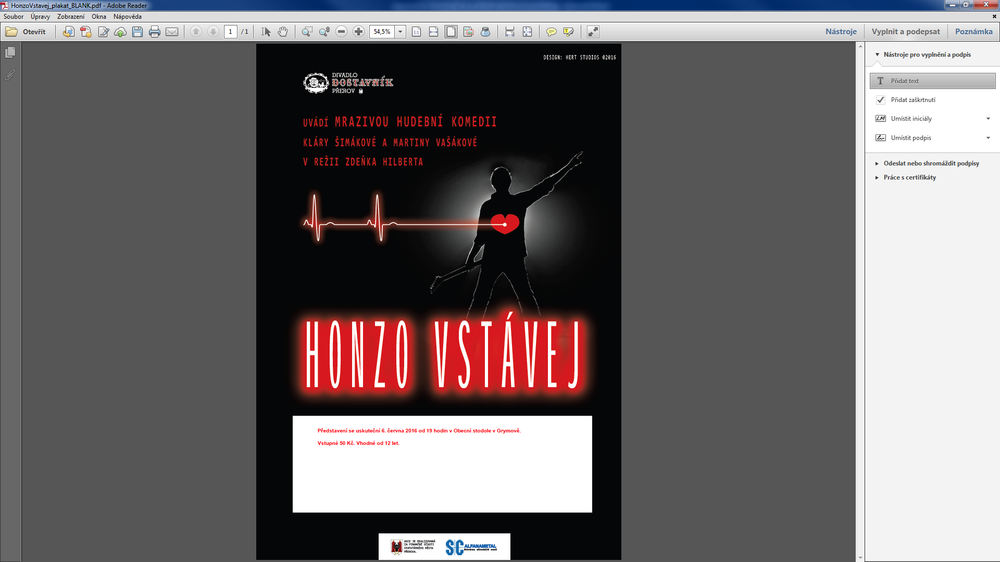 HonzoVstavej_plakat_BLANK.pdf - Adobe Reader
Soubor Úpravy Zobrazení Okna Nápověda
Otevřít 1 / 1 54,5% Nástroje Vyplnit a podepsat Poznámka
Nástroje pro vyplnění a podpis
Přidat text
Přidat zaškrtnutí
Umístit iniciály
Umístit podpis
Odeslat nebo shromáždit podpisy
Práce s certifikáty
DESIGN: HERT STUDIOS ©2016
DIVADLO
DOSTAVNÍK
PŘEROV
UVÁDÍ MRAZIVOU HUDEBNÍ KOMEDII
KLÁRY ŠIMÁKOVÉ A MARTINY VAŠÁKOVÉ
V REŽII ZDEŇKA HILBERTA
HONZO VSTÁVEJ
Představení se uskuteční 6. června 2016 od 19 hodin v Obecní stodole v Grymově.
Vstupné 50 Kč. Vhodné od 12 let.
AKCE JE REALIZOVANÁ
ZA FINANČNÍ ÚČASTI
STATUTÁRNÍHO MĚSTA
PŘEROVA.
SC ALFANAMETAL